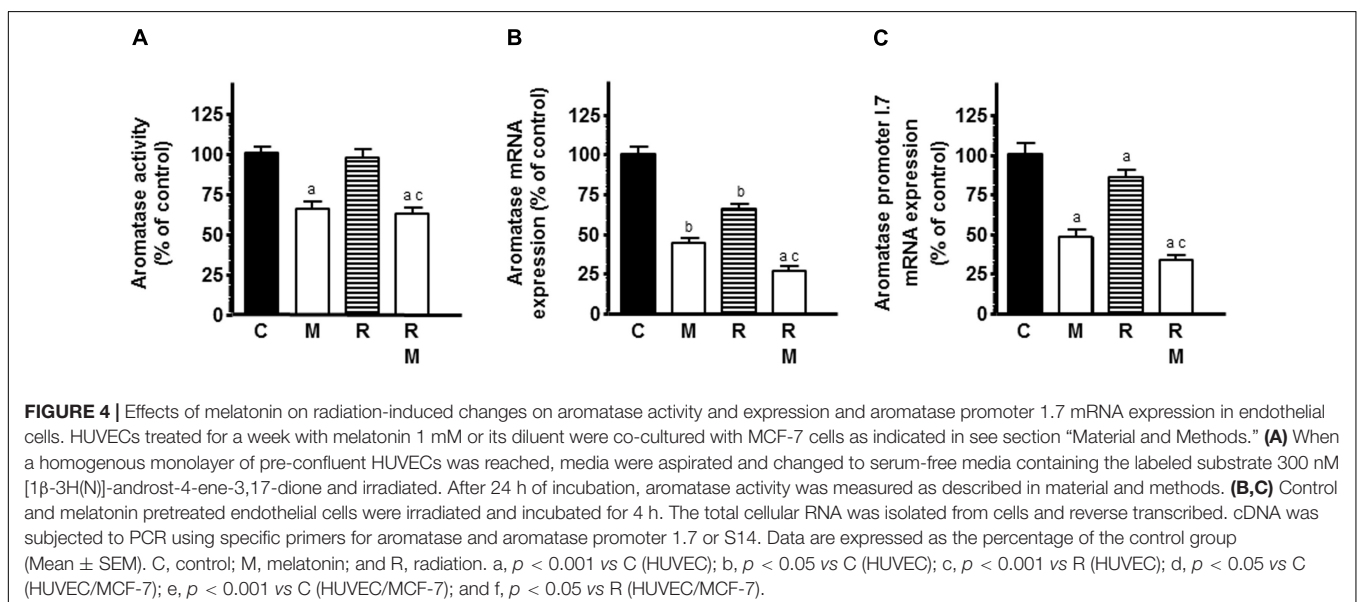 A
B
C
Aromatase activity
(% of control)
125
100
75
50
25
0
a
a c
C
M
R
R
M
Aromatase mRNA
expression (% of control)
125
100
75
50
25
0
b
b
a c
C
M
R
R
M
Aromatase promoter I.7
mRNA expression
(% of control)
125
100
75
50
25
0
a
a
a c
C
M
R
R
M
FIGURE 4 | Effects of melatonin on radiation-induced changes on aromatase activity and expression and aromatase promoter 1.7 mRNA expression in endothelial
cells. HUVECs treated for a week with melatonin 1 mM or its diluent were co-cultured with MCF-7 cells as indicated in see section “Material and Methods.” (A) When
a homogenous monolayer of pre-confluent HUVECs was reached, media were aspirated and changed to serum-free media containing the labeled substrate 300 nM
[1β-3H(N)]-androst-4-ene-3,17-dione and irradiated. After 24 h of incubation, aromatase activity was measured as described in material and methods. (B,C) Control
and melatonin pretreated endothelial cells were irradiated and incubated for 4 h. The total cellular RNA was isolated from cells and reverse transcribed. cDNA was
subjected to PCR using specific primers for aromatase and aromatase promoter 1.7 or S14. Data are expressed as the percentage of the control group
(Mean ± SEM). C, control; M, melatonin; and R, radiation. a, p < 0.001 vs C (HUVEC); b, p < 0.05 vs C (HUVEC); c, p < 0.001 vs R (HUVEC); d, p < 0.05 vs C
(HUVEC/MCF-7); e, p < 0.001 vs C (HUVEC/MCF-7); and f, p < 0.05 vs R (HUVEC/MCF-7).